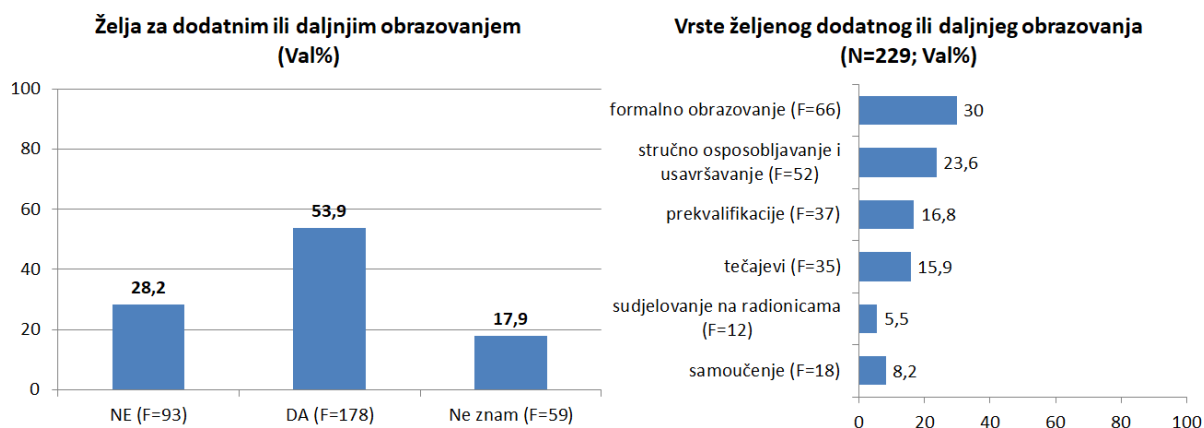 Želja za dodatnim ili daljnjim obrazovanjem
(Val%)
100
80
60
40
20
0
28,2
53,9
17,9
NE (F=93)
DA (F=178)
Ne znam (F=59)
Vrste željenog dodatnog ili daljnjeg obrazovanja
(N=229; Val%)
formalno obrazovanje (F=66)
30
stručno osposobljavanje i
usavršavanje (F=52)
23,6
prekvalifikacije (F=37)
16,8
tečajevi (F=35)
15,9
sudjelovanje na radionicama
(F=12)
5,5
samoučenje (F=18)
8,2
0
20
40
60
80
100